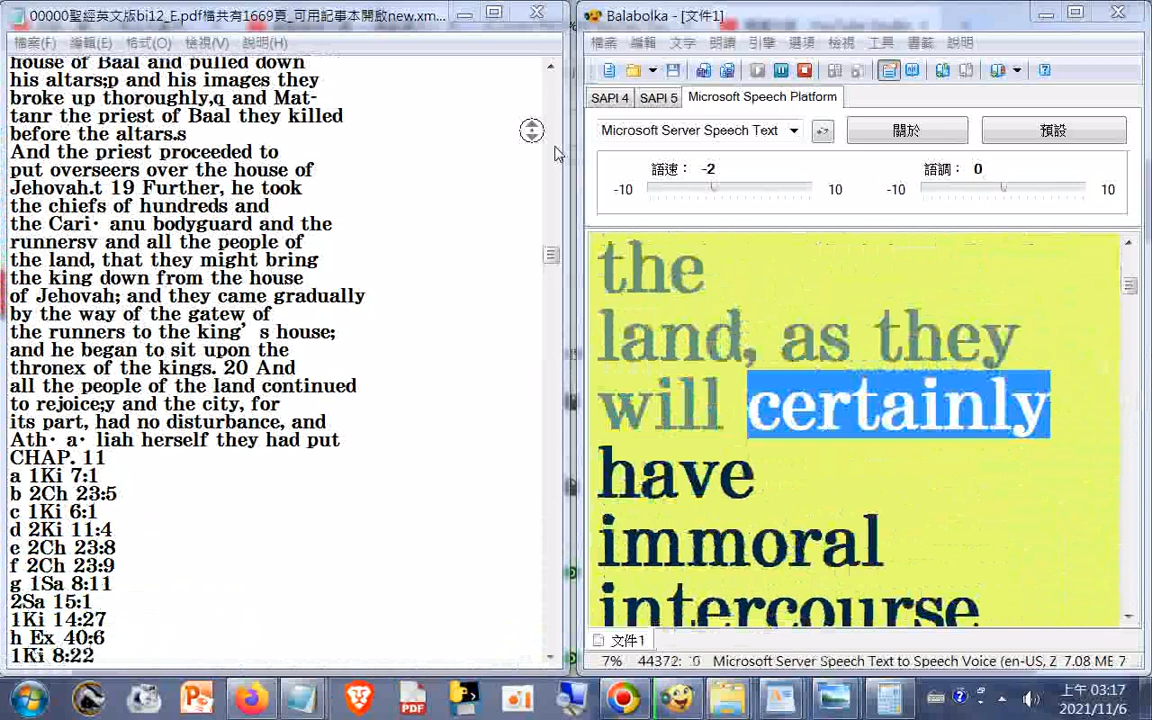 00000聖經英文版bi12_E.pdf檔共有1669頁_可用記事本開啟new.xm...
檔案(F) 編輯(E) 格式(O) 檢視(V) 說明(H)
house of Baal and pulled down
his altars;p and his images they
broke up thoroughly,q and Mat-
tanr the priest of Baal they killed
before the altars.s
And the priest proceeded to
put overseers over the house of
Jehovah.t 19 Further, he took
the chiefs of hundreds and
the Cari· anu bodyguard and the
runnersv and all the people of
the land, that they might bring
the king down from the house
of Jehovah; and they came gradually
by the way of the gatew of
the runners to the king’s house;
and he began to sit upon the
thronex of the kings. 20 And
all the people of the land continued
to rejoice;y and the city, for
its part, had no disturbance, and
Ath· a· liah herself they had put
CHAP. 11
a 1Ki 7:1
b 2Ch 23:5
c 1Ki 6:1
d 2Ki 11:4
e 2Ch 23:8
f 2Ch 23:9
g 1Sa 8:11
2Sa 15:1
1Ki 14:27
h Ex 40:6
1Ki 8:22
Balabolka - [文件1]
檔案 編輯 文字 朗讀 引擎 選項 檢視 工具 書籤 說明
SAPI 4 SAPI 5 Microsoft Speech Platform
Microsoft Server Speech Text 關於 預設
語速: -2 語調: 0
-10 10 -10 10
the
land, as they
will certainly
have
immoral
intercourse
文件1
7% 44372: Microsoft Server Speech Text to Speech Voice (en-US, Z 7.08 MB 7
上午 03:17
2021/11/6